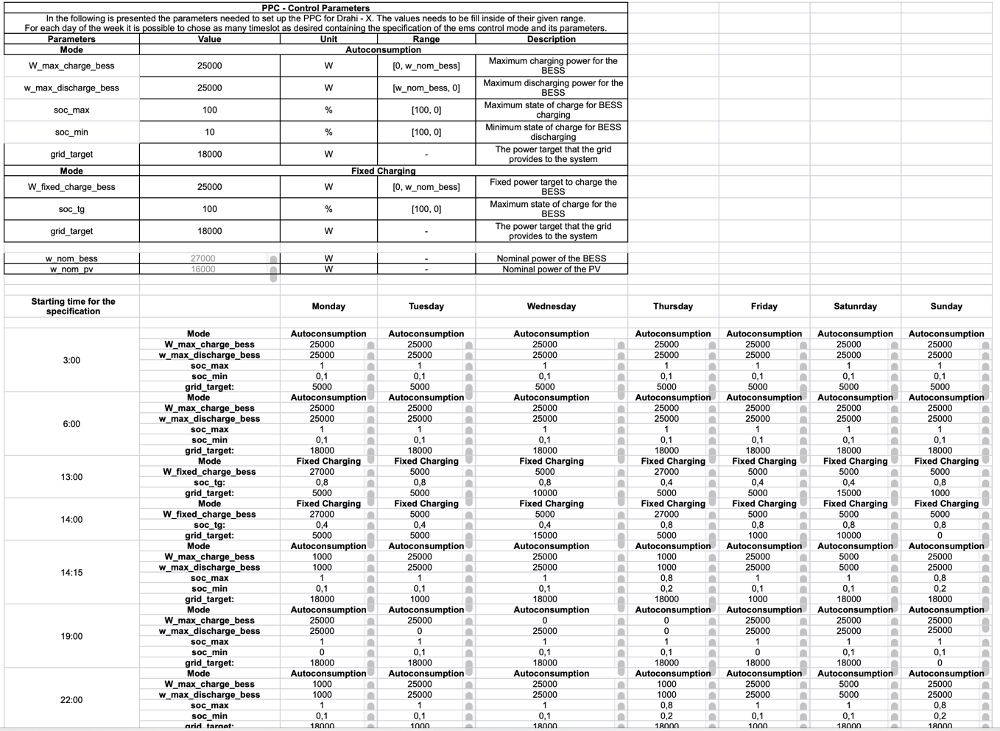 PPC - Control Parameters
In the following is presented the parameters needed to set up the PPC for Drahi - X. The values needs to be fill inside of their given range.
For each day of the week it is possible to chose as many timeslot as desired containing the specification of the ems control mode and its parameters.
Parameters Value Unit Range Description
Mode Autoconsumption
W_max_charge_bess 25000 W [0, w_nom_bess] Maximum charging power for the
BESS
w_max_discharge_bess 25000 W [w_nom_bess, 0] Maximum discharging power for the
BESS
soc_max 100 % [100, 0] Maximum state of charge for BESS
charging
soc_min 10 % [100, 0] Minimum state of charge for BESS
discharging
grid_target 18000 W - The power target that the grid
provides to the system
Mode Fixed Charging
W_fixed_charge_bess 25000 W [0, w_nom_bess] Fixed power target to charge the
BESS
soc_tg 100 % [100, 0] Maximum state of charge for the
BESS
grid_target 18000 W - The power target that the grid
provides to the system
w_nom_bess 27000 W - Nominal power of the BESS
w_nom_pv 16000 W - Nominal power of the PV
Starting time for the
specification Monday Tuesday Wednesday Thursday Friday Satunrday Sunday
3:00
Mode Autoconsumption Autoconsumption Autoconsumption Autoconsumption Autoconsumption Autoconsumption Autoconsumption
W_max_charge_bess 25000 25000 25000 25000 25000 25000 25000
w_max_discharge_bess 25000 25000 25000 25000 25000 25000 25000
soc_max 1 1 1 1 1 1 1
soc_min 0,1 0,1 0,1 0,1 0,1 0,1 0,1
grid_target: 5000 5000 5000 5000 5000 5000 5000
6:00
Mode Autoconsumption Autoconsumption Autoconsumption Autoconsumption Autoconsumption Autoconsumption Autoconsumption
W_max_charge_bess 25000 25000 25000 25000 25000 25000 25000
w_max_discharge_bess 25000 25000 25000 25000 25000 25000 25000
soc_max 1 1 1 1 1 1 1
soc_min 0,1 0,1 0,1 0,1 0,1 0,1 0,1
grid_target: 18000 18000 18000 18000 18000 18000 18000
13:00
Mode Fixed Charging Fixed Charging Fixed Charging Fixed Charging Fixed Charging Fixed Charging Fixed Charging
W_fixed_charge_bess 27000 5000 5000 27000 5000 5000 5000
soc_tg: 0,8 0,8 0,8 0,4 0,4 0,4 0,8
grid_target: 5000 5000 10000 5000 5000 15000 1000
14:00
Mode Fixed Charging Fixed Charging Fixed Charging Fixed Charging Fixed Charging Fixed Charging Fixed Charging
W_fixed_charge_bess 27000 5000 5000 27000 5000 5000 5000
soc_tg: 0,4 0,4 0,4 0,8 0,8 0,8 0,8
grid_target: 5000 5000 15000 5000 1000 10000 0
14:15
Mode Autoconsumption Autoconsumption Autoconsumption Autoconsumption Autoconsumption Autoconsumption Autoconsumption
W_max_charge_bess 1000 25000 25000 1000 25000 5000 25000
w_max_discharge_bess 1000 25000 25000 1000 25000 5000 25000
soc_max 1 1 1 0,8 1 1 0,8
soc_min 0,1 0,1 0,1 0,2 0,1 0,1 0,2
grid_target: 18000 1000 18000 18000 1000 18000 18000
19:00
Mode Autoconsumption Autoconsumption Autoconsumption Autoconsumption Autoconsumption Autoconsumption Autoconsumption
W_max_charge_bess 25000 25000 0 0 25000 25000 25000
w_max_discharge_bess 25000 0 25000 0 25000 25000 25000
soc_max 1 1 1 1 1 1 1
soc_min 0 0,1 0,1 0,1 0 0,1 0,1
grid_target: 18000 18000 18000 18000 18000 18000 0
22:00
Mode Autoconsumption Autoconsumption Autoconsumption Autoconsumption Autoconsumption Autoconsumption Autoconsumption
W_max_charge_bess 1000 25000 25000 1000 25000 5000 25000
w_max_discharge_bess 1000 25000 25000 1000 25000 5000 25000
soc_max 1 1 1 0,8 1 1 0,8
soc_min 0,1 0,1 0,1 0,2 0,1 0,1 0,2
grid_target: 18000 1000 18000 18000 1000 18000 18000